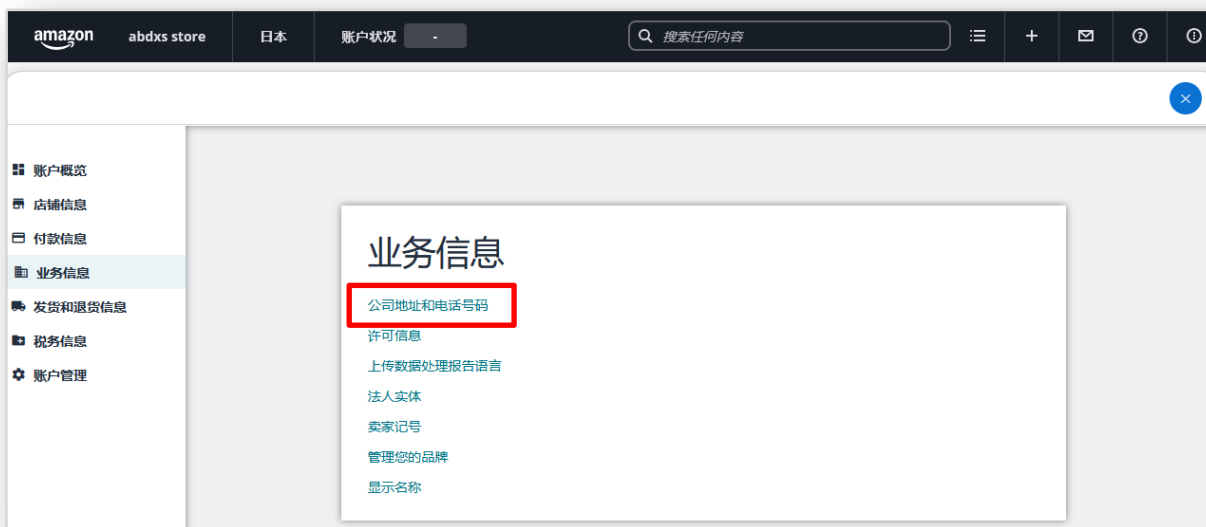 amazon abdxs store 日本 账户状况 - 搜索任何内容
账户概览
店铺信息
付款信息
业务信息
发货和退货信息
税务信息
账户管理
业务信息
公司地址和电话号码
许可信息
上传数据处理报告语言
法人实体
卖家记号
管理您的品牌
显示名称